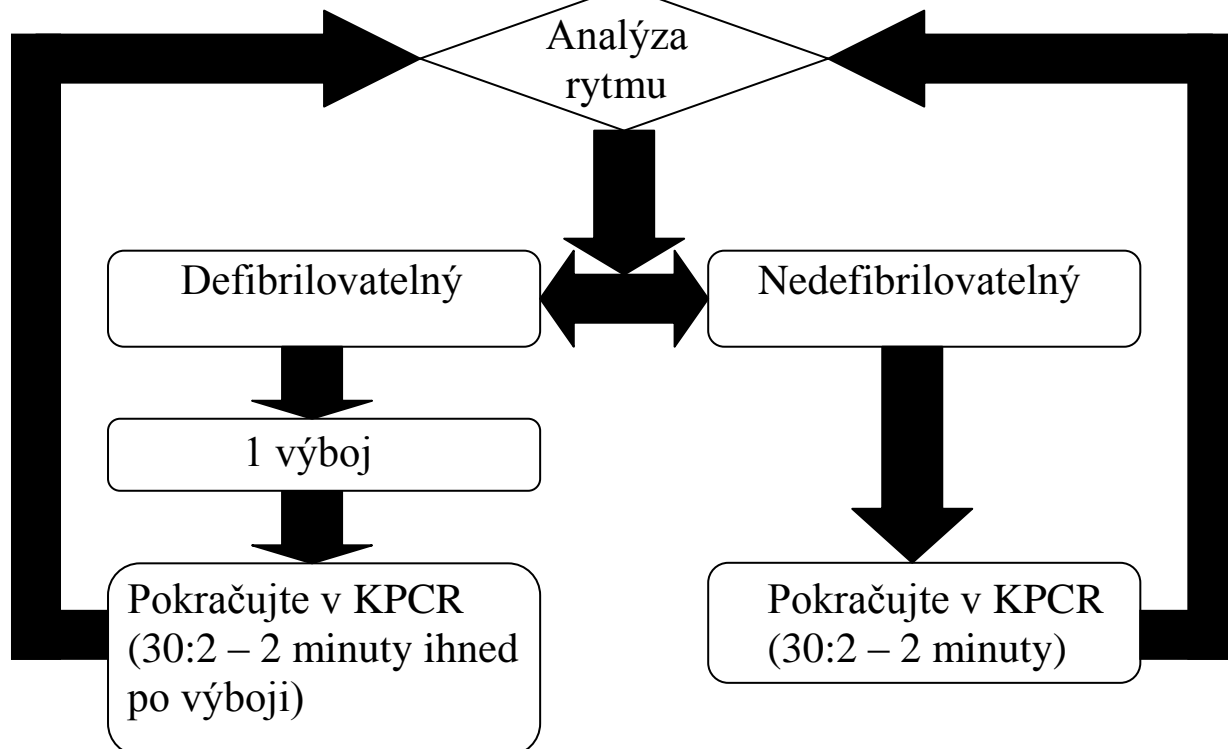 Analýza
rytmu
Defibrilovatelný
Nedefibrilovatelný
1 výboj
Pokračujte v KPCR
(30:2 – 2 minuty ihned
po výboji)
Pokračujte v KPCR
(30:2 – 2 minuty)